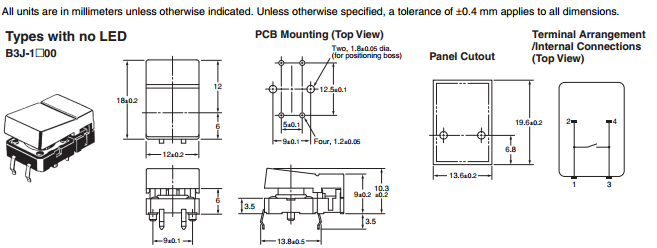 All units are in millimeters unless otherwise indicated. Unless otherwise specified, a tolerance of ±0.4 mm applies to all dimensions.
Types with no LED
B3J-1□00
PCB Mounting (Top View)
Two, 1.8±0.05 dia.
(for positioning boss)
12.5±0.1
5±0.1
9±0.1
Four, 1.2±0.05
Panel Cutout
19.6±0.2
6.8
13.6±0.2
Terminal Arrangement
/Internal Connections
(Top View)
2
4
1
3
18±0.2
12
6
12±0.2
6
9±0.1
3.5
9±0.2
10.3
±0.2
3.5
13.8±0.5